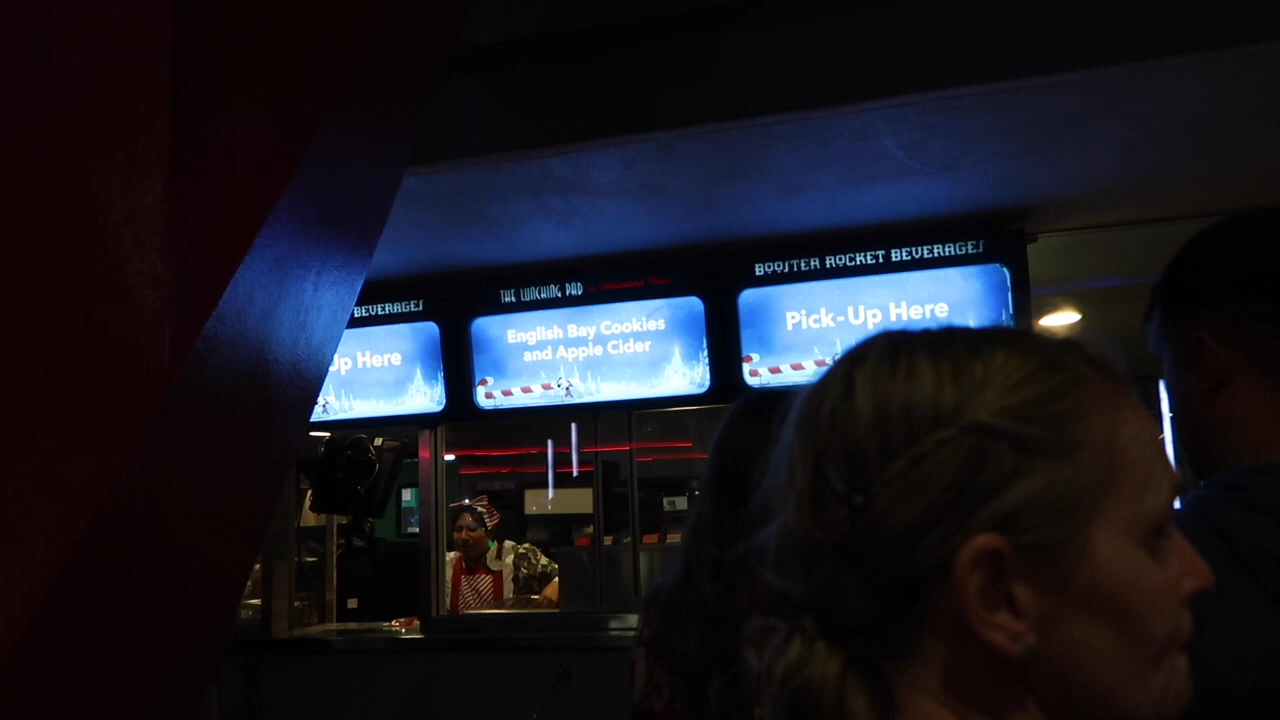 BEVERAGES
Up Here
THE LUNCHING PAD
English Bay Cookies
and Apple Cider
BOOSTER ROCKET BEVERAGES
Pick-Up Here